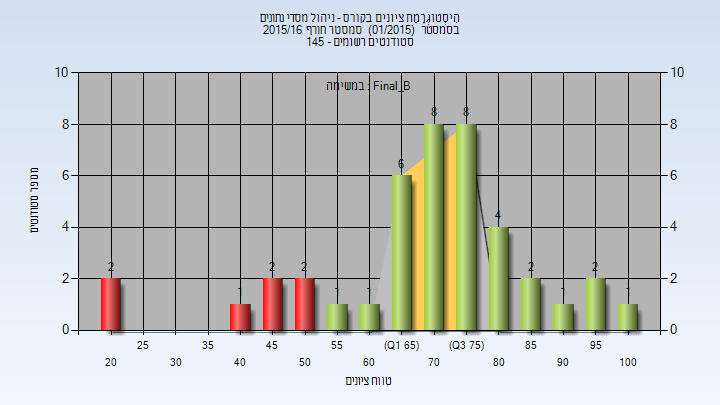 היסטוגרמת ציונים בקורס - ניהול מסדי נתונים
בסמסטר (01/2015) סמסטר חורף 2015/16
סטודנטים רשומים - 145
במשימה : Final_B
10 10
8 8 8 8
6 6 6
4 4 4
2 2 2 2 2 2 2
1 1 1 1 1
0 0
25 35 45 55 (Q1 65) (Q3 75) 85 95
20 30 40 50 60 70 80 90 100
טווח ציונים
מספר סטודנטים